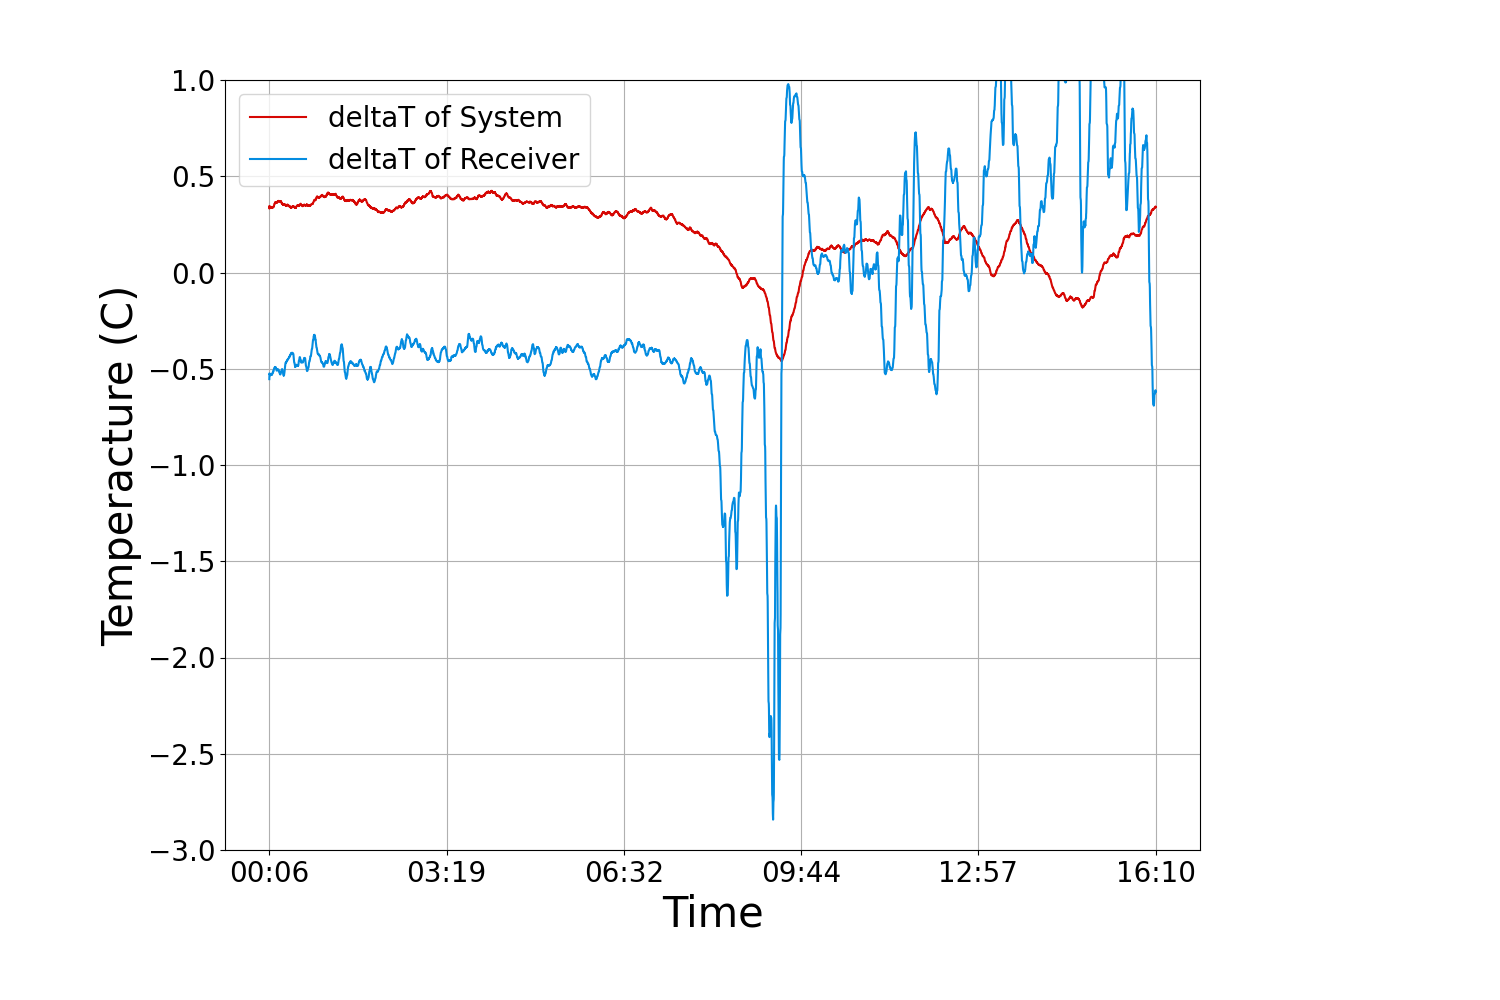 1.0
0.5
0.0
−0.5
−1.0
−1.5
−2.0
−2.5
−3.0
Temperacture (C)
deltaT of System
deltaT of Receiver
00:06 03:19 06:32 09:44 12:57 16:10
Time